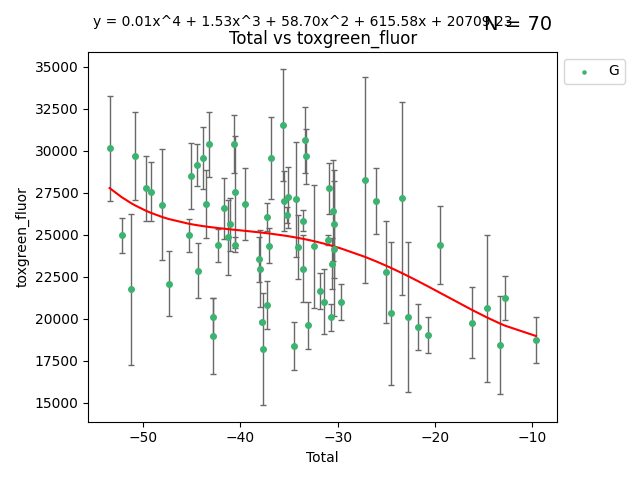 y = 0.01x^4 + 1.53x^3 + 58.70x^2 + 615.58x + 20709.23
N = 70
Total vs toxgreen_fluor
G
toxgreen_fluor
35000
32500
30000
27500
25000
22500
20000
17500
15000
−50 −40 −30 −20 −10
Total